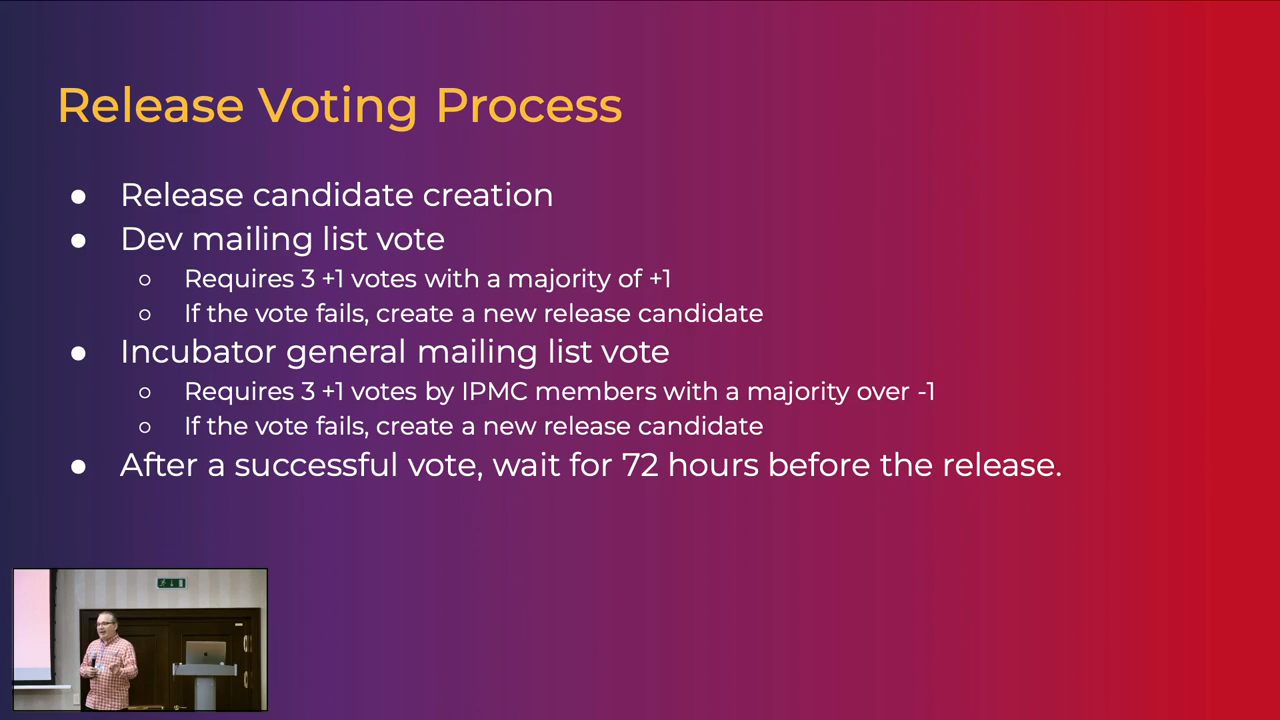 Release Voting Process
● Release candidate creation
● Dev mailing list vote
○ Requires 3 +1 votes with a majority of +1
○ If the vote fails, create a new release candidate
● Incubator general mailing list vote
○ Requires 3 +1 votes by IPMC members with a majority over -1
○ If the vote fails, create a new release candidate
● After a successful vote, wait for 72 hours before the release.